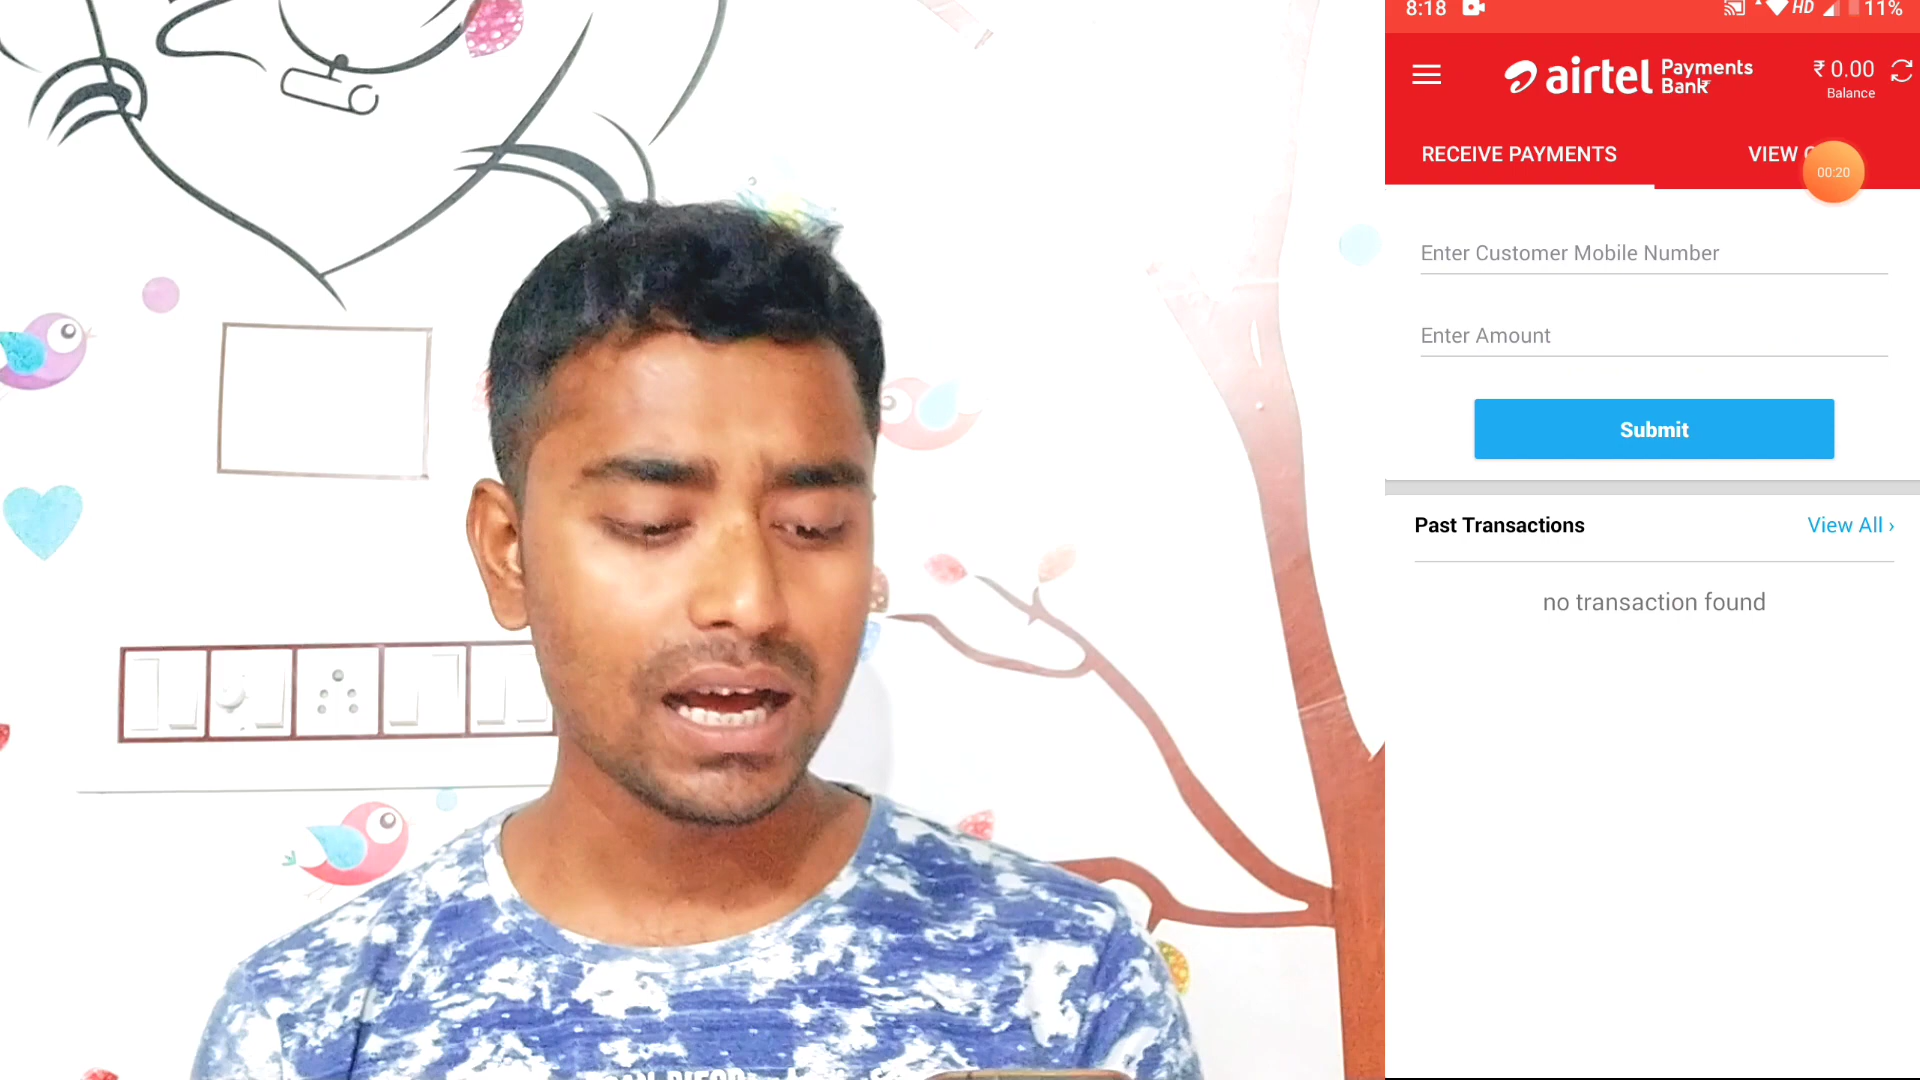 8:18 HD 11%
airtel Payments Bank
₹ 0.00
Balance
RECEIVE PAYMENTS
VIEW
00:20
Enter Customer Mobile Number
Enter Amount
Submit
Past Transactions
View All ›
no transaction found